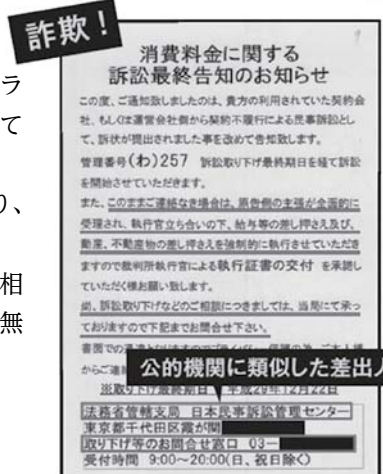 詐欺！
ラ
て
り、
相
無
消費料金に関する
訴訟最終告知のお知らせ
この度、ご通知致しましたのは、貴方の利用されていた契約会
社、もしくは運営会社側から契約不履行による民事訴訟とし
て、訴状が提出されました事を改めて告知致します。
管理番号(わ)257 訴訟取り下げ最終期日を経て訴訟
を開始させていただきます。
また、このままご連絡なき場合は、原告側の主張が全面的に
受理され、執行官立ち合いの下、給与等の差し押さえ及び、
動産、不動産物の差し押さえを強制的に執行させていただき
ますので裁判所執行官による執行証書の交付 を承諾し
ていただく様お願い致します。
尚、訴訟取り下げなどのご相談につきましては、当局にて承っ
ておりますので下記までお問合せ下さい。
書面での
からご連
公的機関に類似した差出人
※取り下げ最終期日 平成29年12月22日
法務省管轄支局 日本民事訴訟管理センター
東京都千代田区霞が関
取り下げ等のお問合せ窓口 03ー
受付時間 9:00～20:00(日、祝日除く)